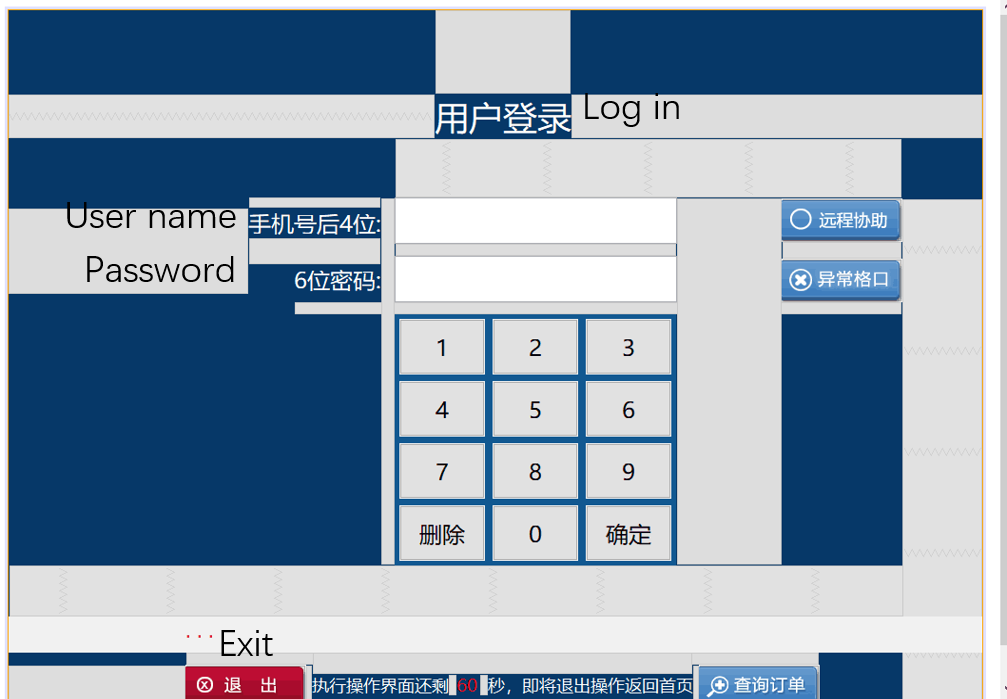 用户登录 Log in
User name 手机号后4位: 远程协助
Password 6位密码: 异常格口
1 2 3
4 5 6
7 8 9
删除 0 确定
Exit
退 出 执行操作界面还剩 60 秒，即将退出操作返回首页 查询订单